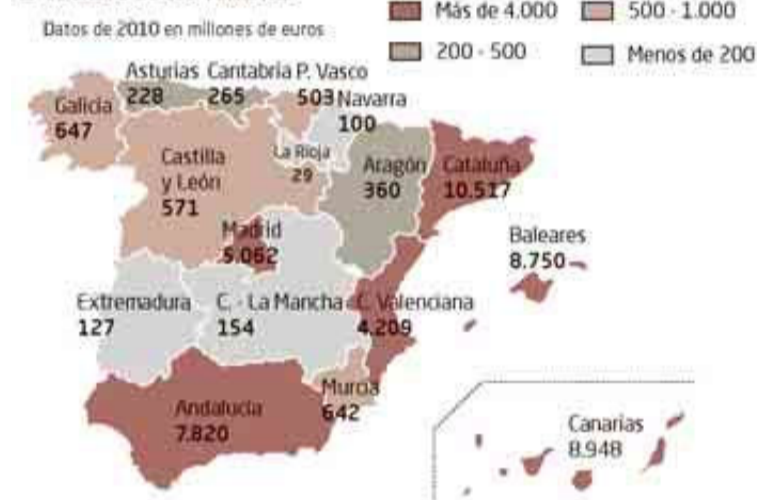 Datos de 2010 en millones de euros
Más de 4.000
500 - 1.000
200 - 500
Menos de 200
Asturias
228
Cantabria
265
P. Vasco
503
Navarra
100
Galicia
647
Castilla
y León
571
La Rioja
29
Aragón
360
Cataluña
10.517
Madrid
5.062
Baleares
8.750
Extremadura
127
C. - La Mancha
154
C. Valenciana
4.209
Murcia
642
Andalucía
7.820
Canarias
8.948